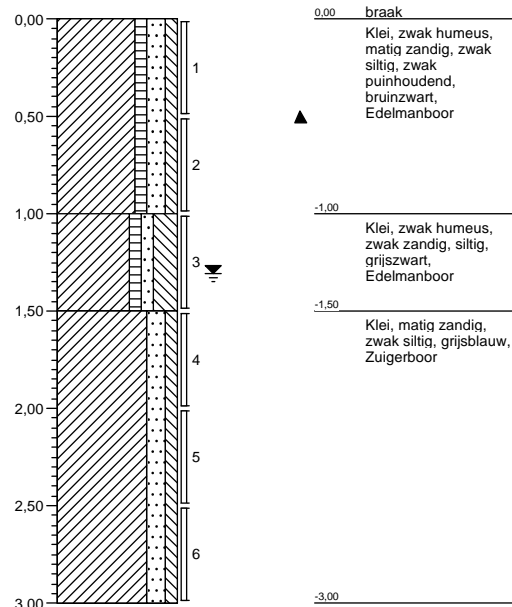 0,00
0,50
1,00
1,50
2,00
2,50
3,00
1
2
3
4
5
6
0,00
braak
Klei, zwak humeus,
matig zandig, zwak
siltig, zwak
puinhoudend,
bruinzwart,
Edelmanboor
-1,00
Klei, zwak humeus,
zwak zandig, siltig,
grijszwart,
Edelmanboor
-1,50
Klei, matig zandig,
zwak siltig, grijsblauw,
Zuigerboor
-3,00